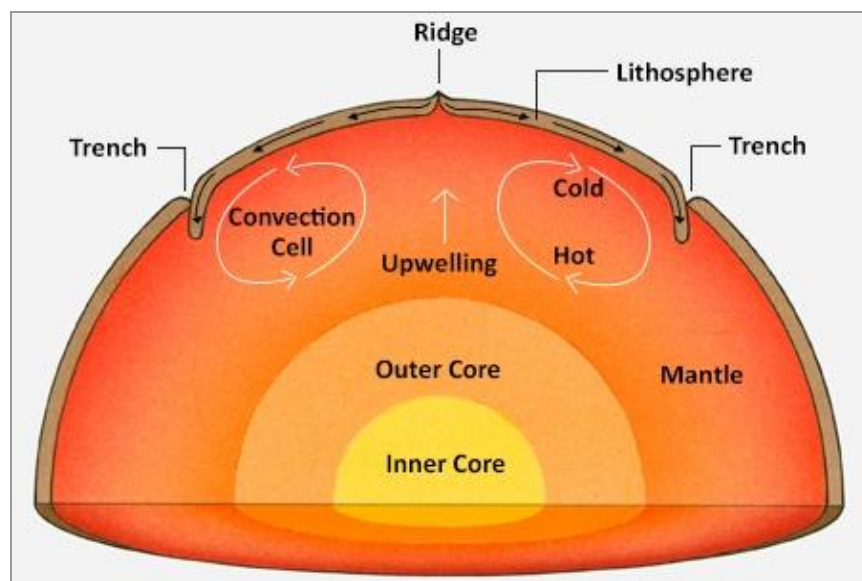 Ridge
Lithosphere
Trench
Trench
Cold
Convection
Cell
Hot
Upwelling
Outer Core
Mantle
Inner Core